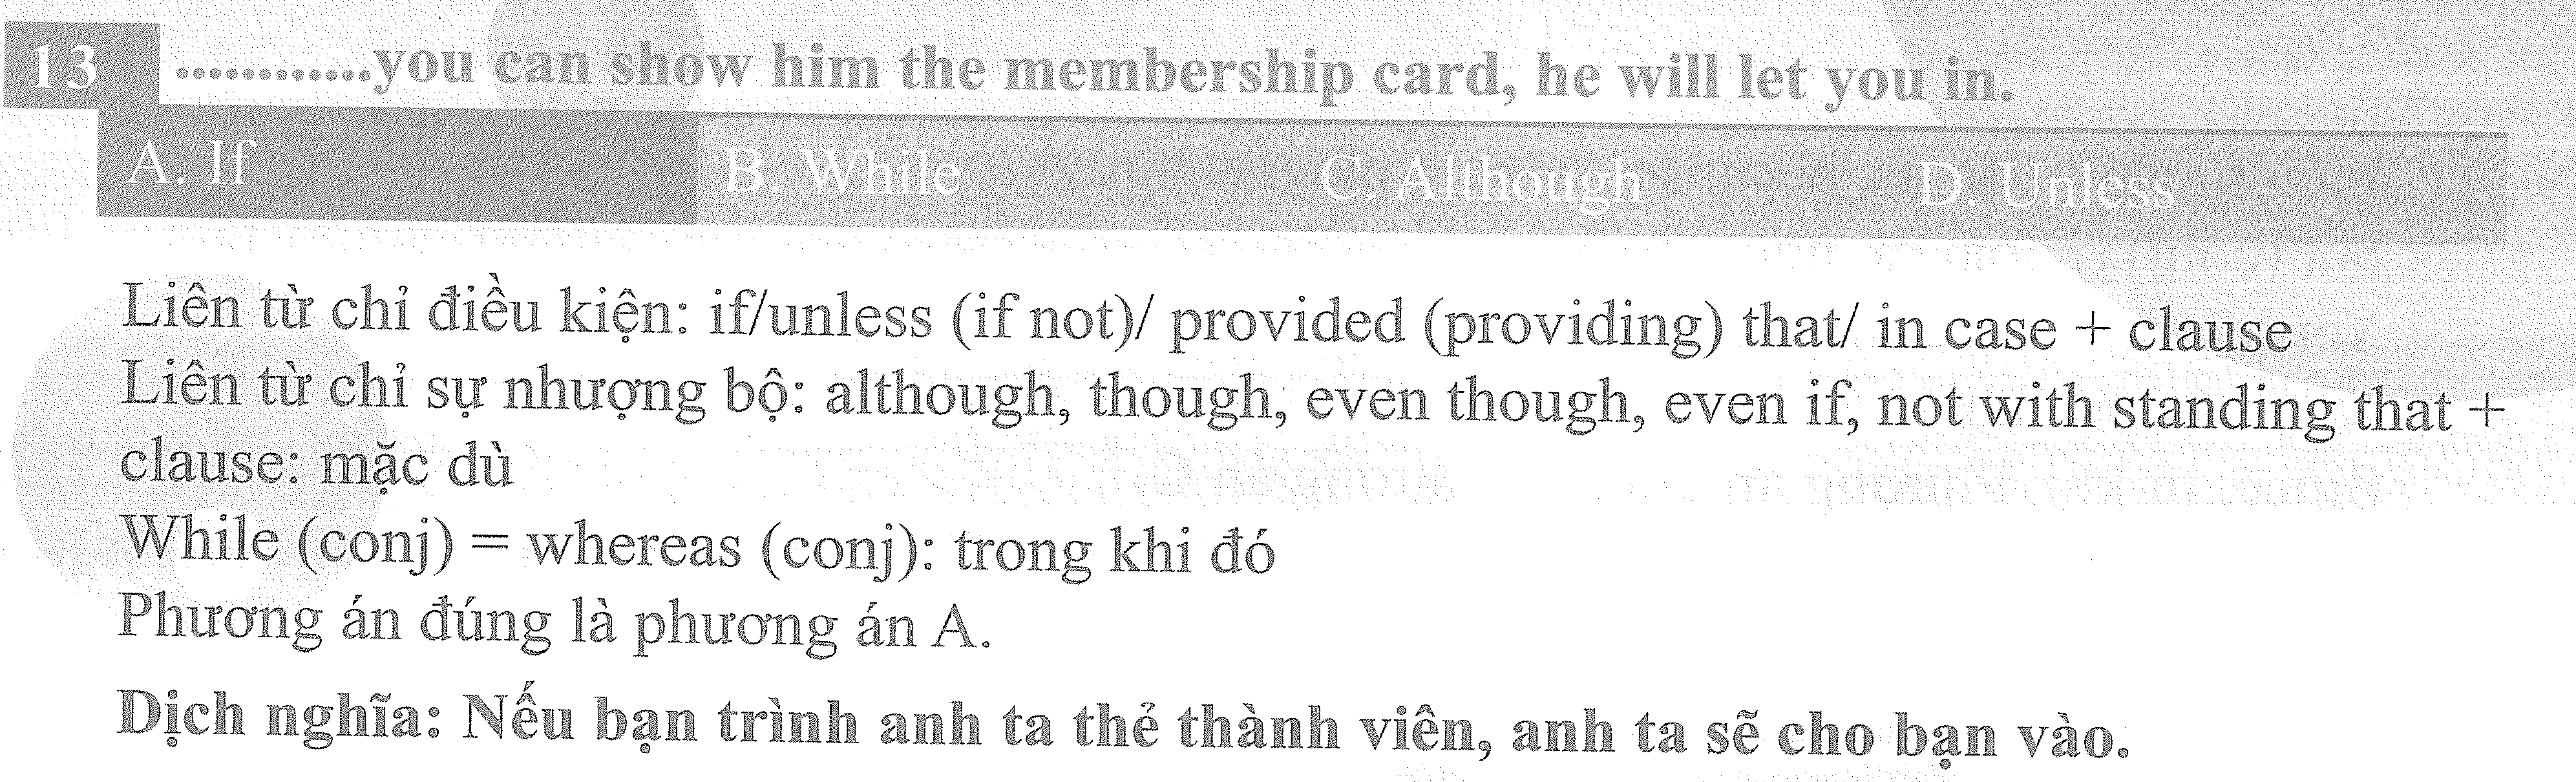 13 ............you can show him the membership card, he will let you in.
A. If B. While C. Although D. Unless
Liên từ chỉ điều kiện: if/unless (if not)/ provided (providing) that/ in case + clause
Liên từ chỉ sự nhượng bộ: although, though, even though, even if, not with standing that +
clause: mặc dù
While (conj) = whereas (conj): trong khi đó
Phương án đúng là phương án A.
Dịch nghĩa: Nếu bạn trình anh ta thẻ thành viên, anh ta sẽ cho bạn vào.